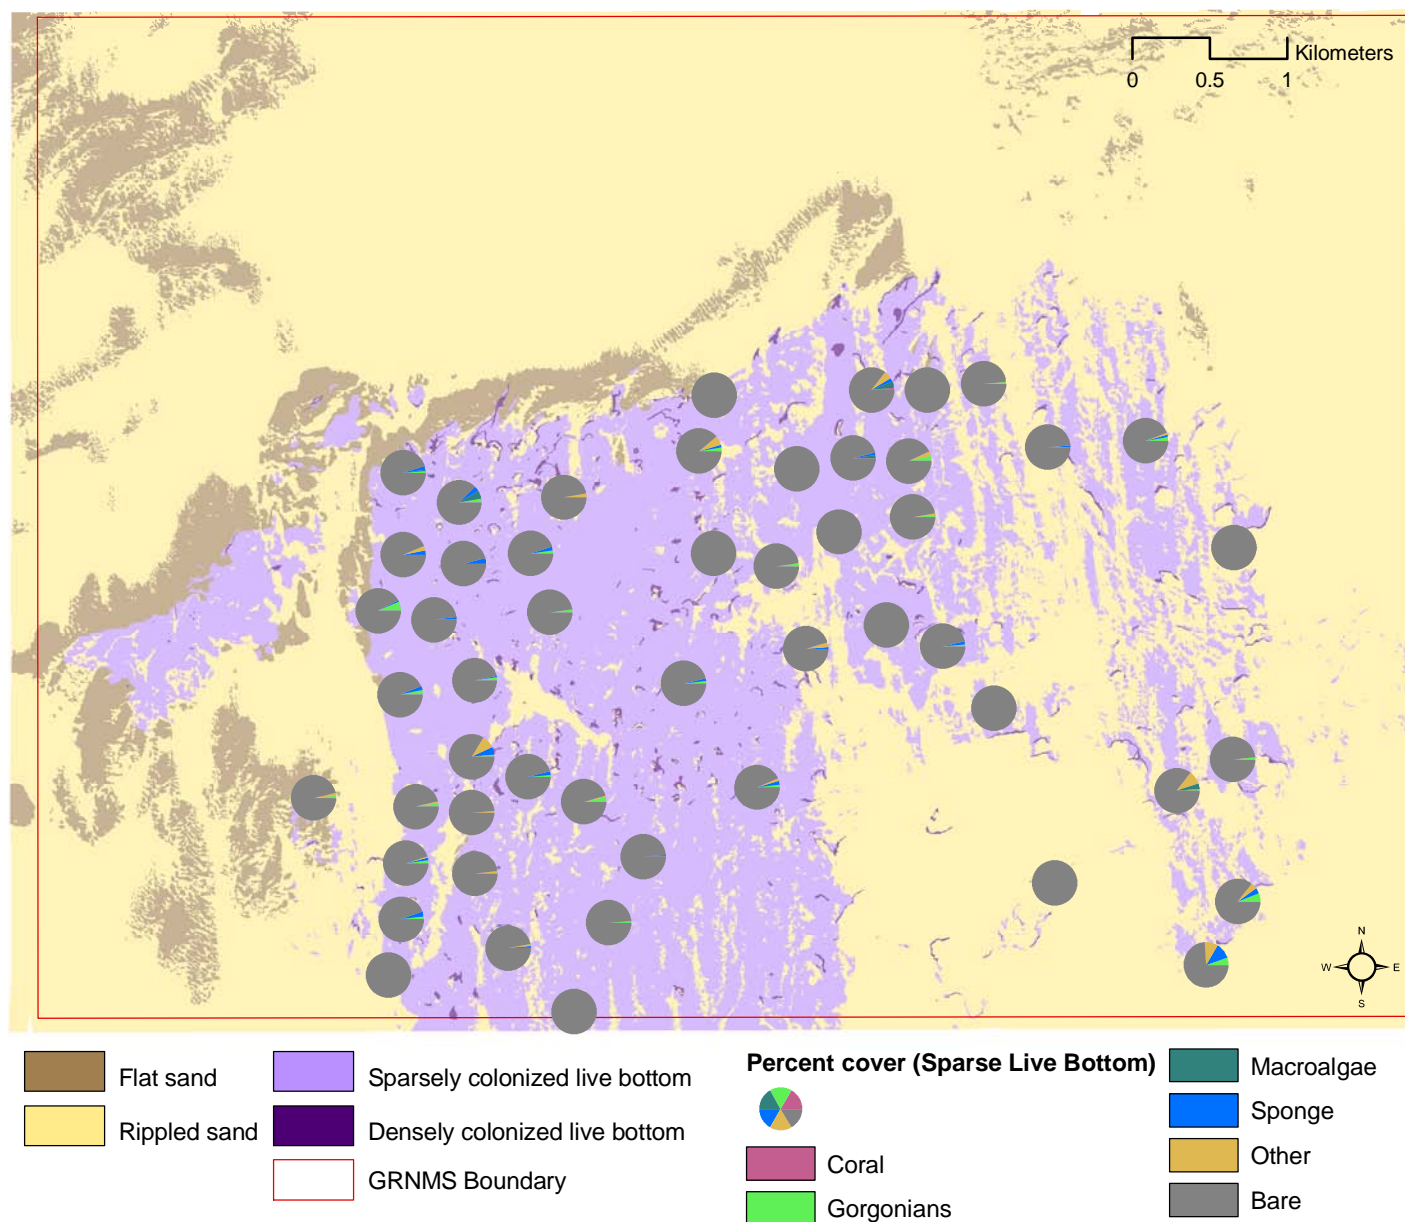 Kilometers
0 0.5 1
N
W E
S
Flat sand
Rippled sand
Sparsely colonized live bottom
Densely colonized live bottom
GRNMS Boundary
Percent cover (Sparse Live Bottom)
Coral
Gorgonians
Macroalgae
Sponge
Other
Bare